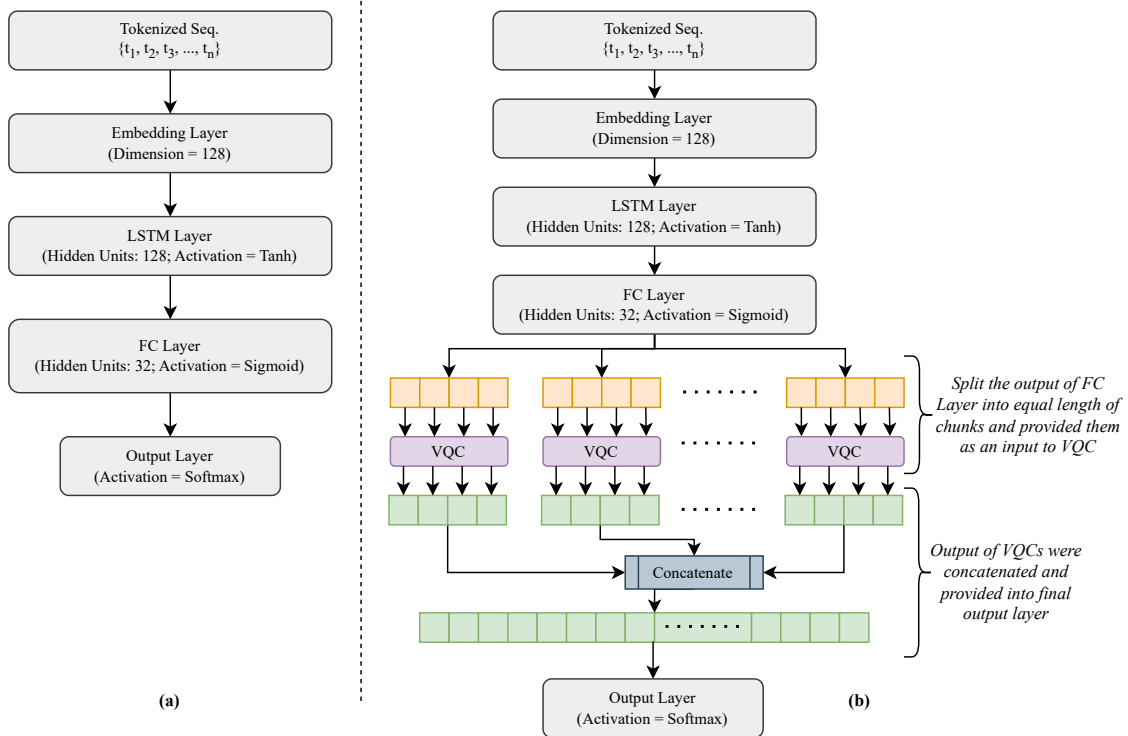 Tokenized Seq.
{t1, t2, t3, ..., tn}
Embedding Layer
(Dimension = 128)
LSTM Layer
(Hidden Units: 128; Activation = Tanh)
FC Layer
(Hidden Units: 32; Activation = Sigmoid)
Output Layer
(Activation = Softmax)
(a)
Tokenized Seq.
{t1, t2, t3, ..., tn}
Embedding Layer
(Dimension = 128)
LSTM Layer
(Hidden Units: 128; Activation = Tanh)
FC Layer
(Hidden Units: 32; Activation = Sigmoid)
Split the output of FC
Layer into equal length of
chunks and provided them
as an input to VQC
VQC
VQC
VQC
Output of VQCs were
concatenated and
provided into final
output layer
Concatenate
Output Layer
(Activation = Softmax)
(b)